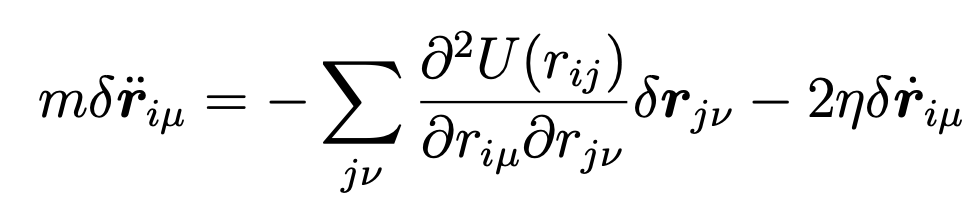 $m\delta\ddot{\boldsymbol{r}}_{i\mu} = -\sum_{j\nu} \frac{\partial^2 U(r_{ij})}{\partial r_{i\mu} \partial r_{j\nu}} \delta \boldsymbol{r}_{j\nu} - 2\eta\delta\dot{\boldsymbol{r}}_{i\mu}$